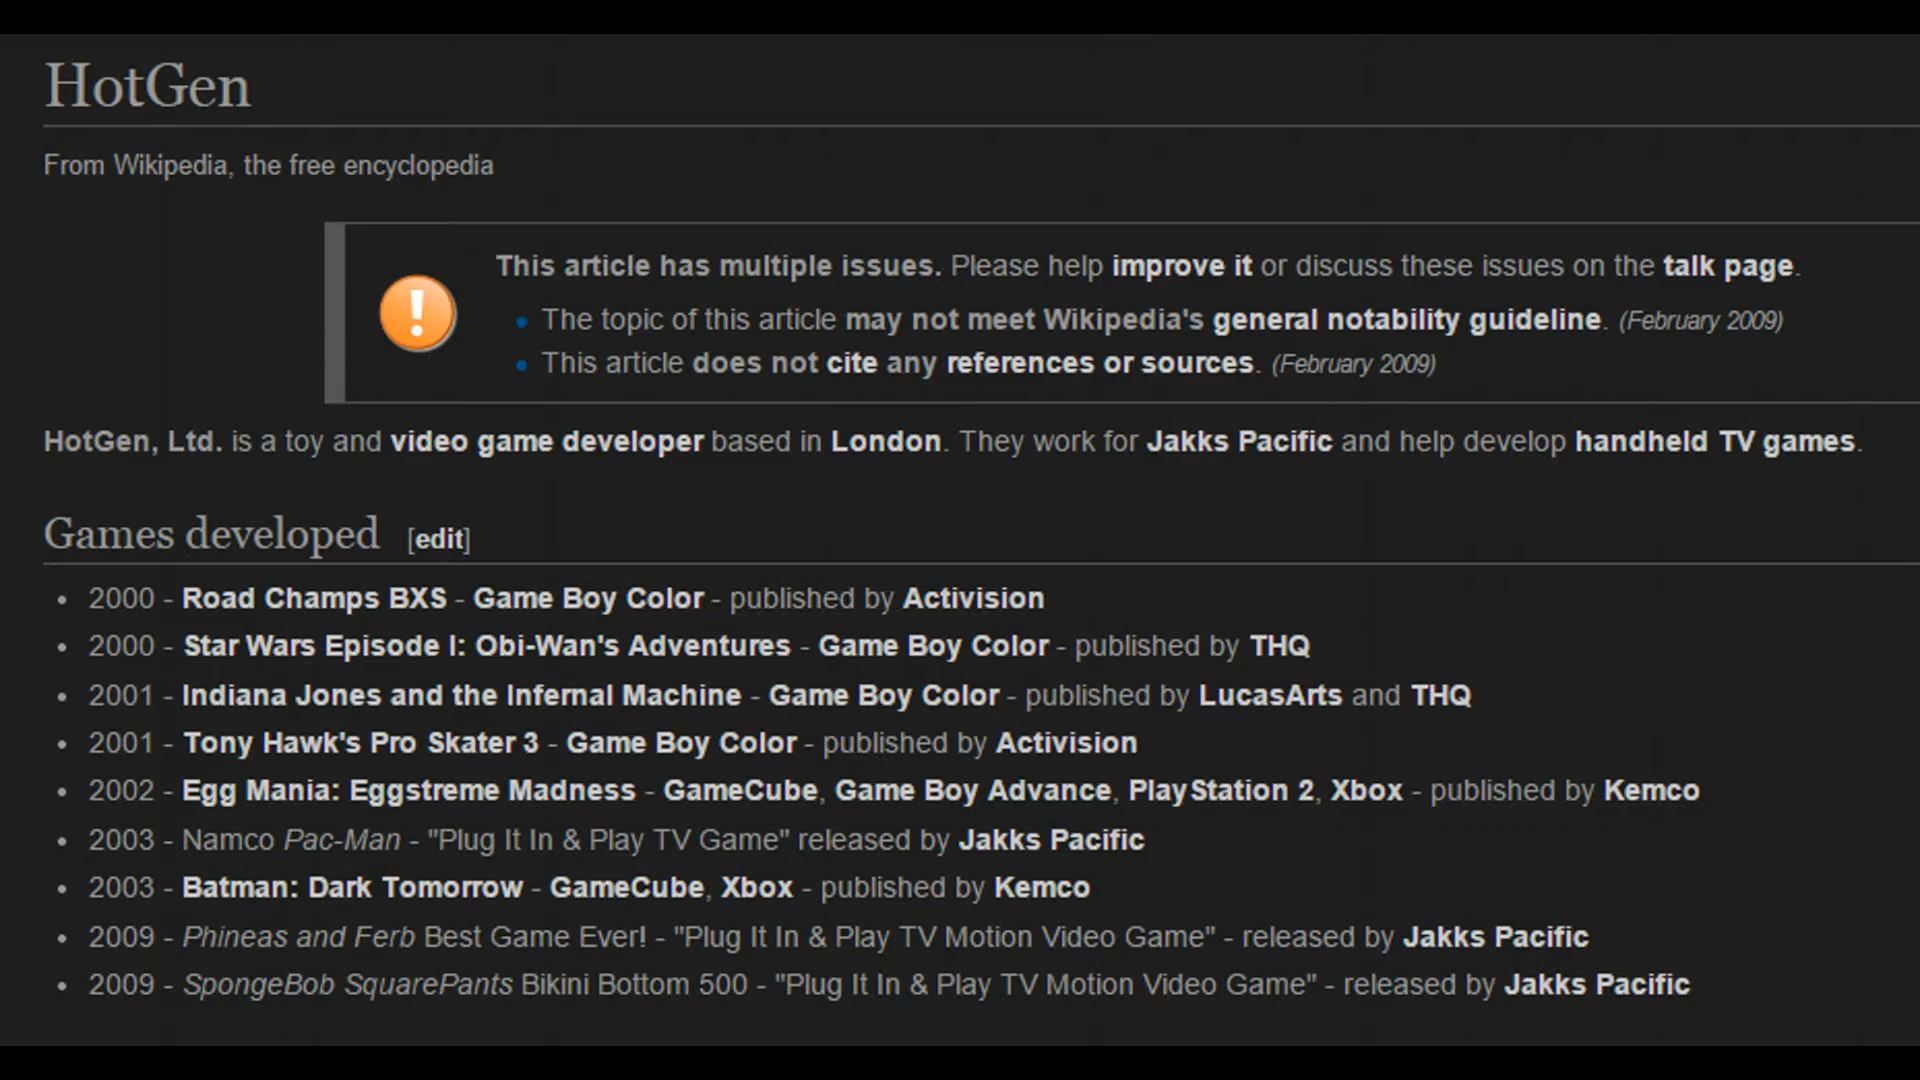 HotGen
From Wikipedia, the free encyclopedia
This article has multiple issues. Please help improve it or discuss these issues on the talk page.
• The topic of this article may not meet Wikipedia's general notability guideline. (February 2009)
• This article does not cite any references or sources. (February 2009)
HotGen, Ltd. is a toy and video game developer based in London. They work for Jakks Pacific and help develop handheld TV games.
Games developed [edit]
• 2000 - Road Champs BXS - Game Boy Color - published by Activision
• 2000 - Star Wars Episode I: Obi-Wan's Adventures - Game Boy Color - published by THQ
• 2001 - Indiana Jones and the Infernal Machine - Game Boy Color - published by LucasArts and THQ
• 2001 - Tony Hawk's Pro Skater 3 - Game Boy Color - published by Activision
• 2002 - Egg Mania: Eggstreme Madness - GameCube, Game Boy Advance, PlayStation 2, Xbox - published by Kemco
• 2003 - Namco Pac-Man - "Plug It In & Play TV Game" released by Jakks Pacific
• 2003 - Batman: Dark Tomorrow - GameCube, Xbox - published by Kemco
• 2009 - Phineas and Ferb Best Game Ever! - "Plug It In & Play TV Motion Video Game" - released by Jakks Pacific
• 2009 - SpongeBob SquarePants Bikini Bottom 500 - "Plug It In & Play TV Motion Video Game" - released by Jakks Pacific